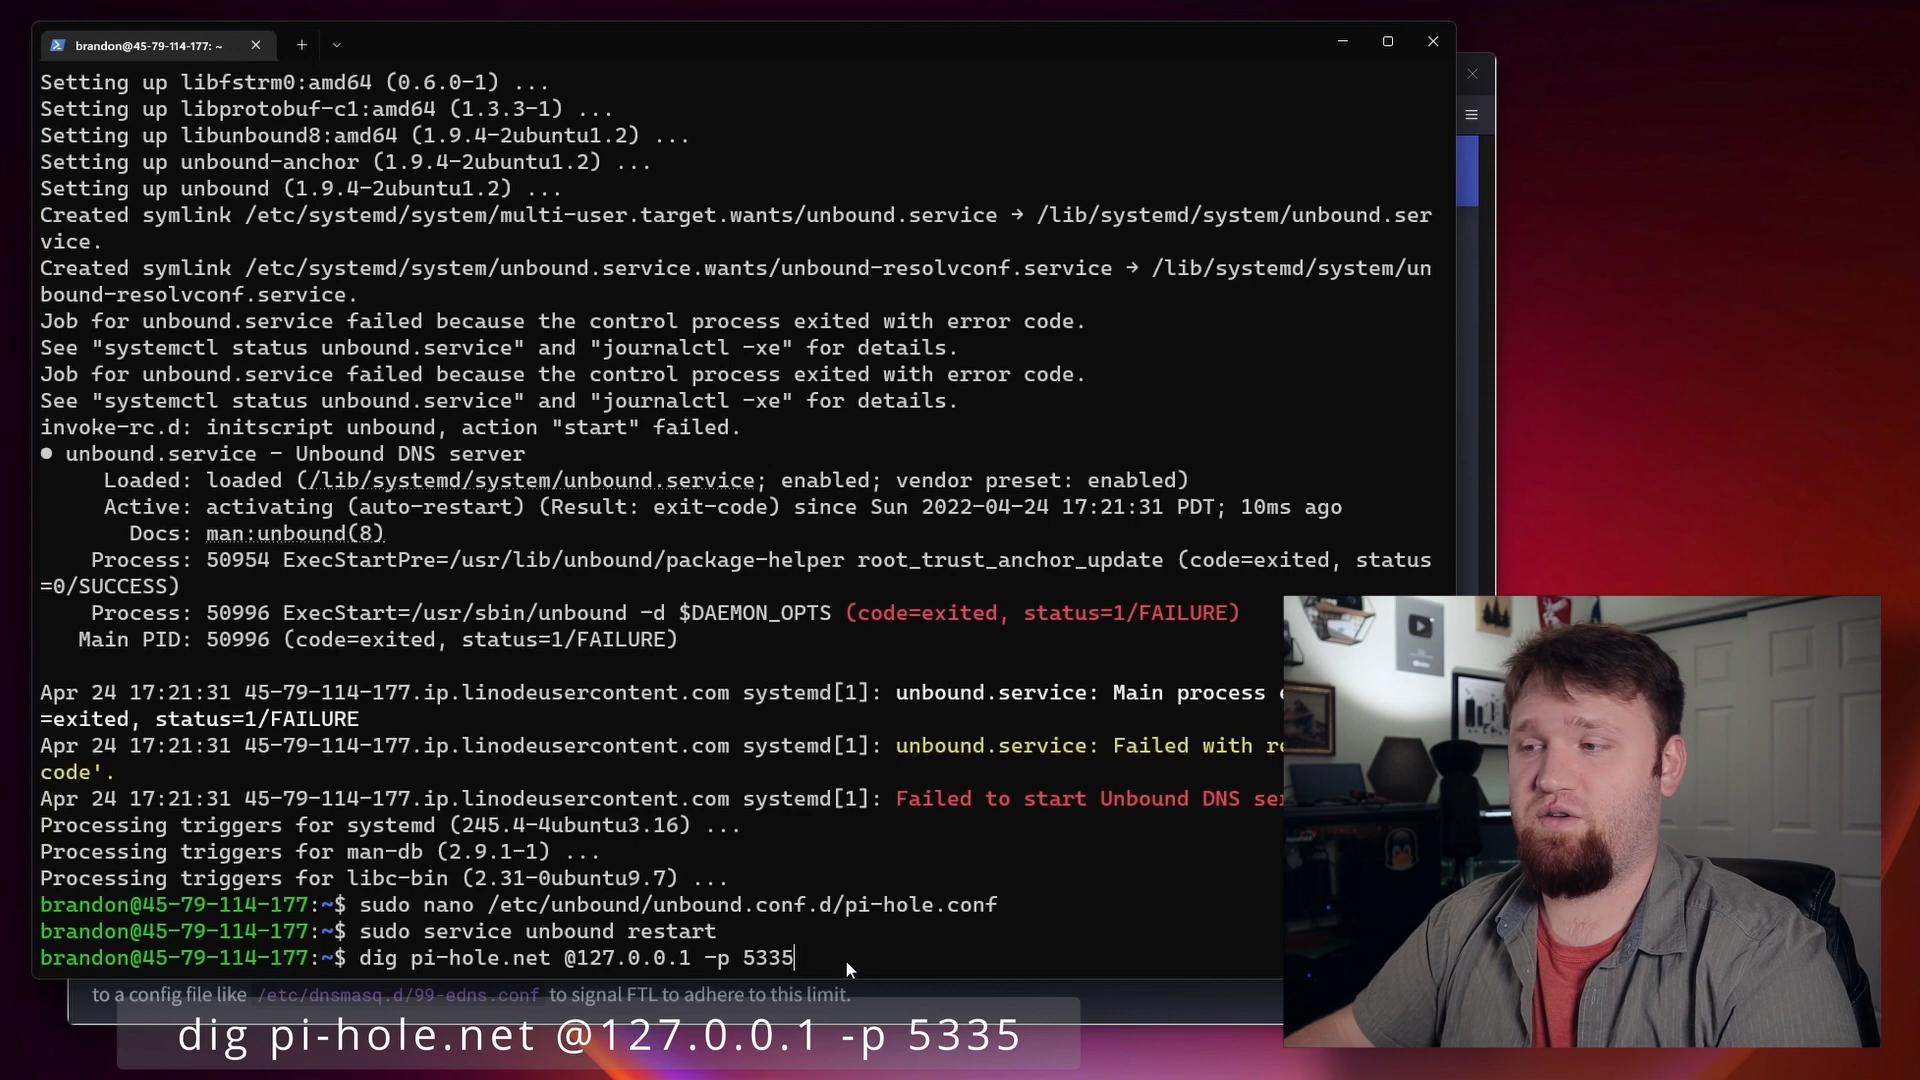 brandon@45-79-114-177: ~
Setting up libfstrm0:amd64 (0.6.0-1) ...
Setting up libprotobuf-c1:amd64 (1.3.3-1) ...
Setting up libunbound8:amd64 (1.9.4-2ubuntu1.2) ...
Setting up unbound-anchor (1.9.4-2ubuntu1.2) ...
Setting up unbound (1.9.4-2ubuntu1.2) ...
Created symlink /etc/systemd/system/multi-user.target.wants/unbound.service → /lib/systemd/system/unbound.ser
vice.
Created symlink /etc/systemd/system/unbound.service.wants/unbound-resolvconf.service → /lib/systemd/system/un
bound-resolvconf.service.
Job for unbound.service failed because the control process exited with error code.
See "systemctl status unbound.service" and "journalctl -xe" for details.
Job for unbound.service failed because the control process exited with error code.
See "systemctl status unbound.service" and "journalctl -xe" for details.
invoke-rc.d: initscript unbound, action "start" failed.
● unbound.service - Unbound DNS server
Loaded: loaded (/lib/systemd/system/unbound.service; enabled; vendor preset: enabled)
Active: activating (auto-restart) (Result: exit-code) since Sun 2022-04-24 17:21:31 PDT; 10ms ago
Docs: man:unbound(8)
Process: 50954 ExecStartPre=/usr/lib/unbound/package-helper root_trust_anchor_update (code=exited, status
=0/SUCCESS)
Process: 50996 ExecStart=/usr/sbin/unbound -d $DAEMON_OPTS (code=exited, status=1/FAILURE)
Main PID: 50996 (code=exited, status=1/FAILURE)
Apr 24 17:21:31 45-79-114-177.ip.linodeusercontent.com systemd[1]: unbound.service: Main process
=exited, status=1/FAILURE
Apr 24 17:21:31 45-79-114-177.ip.linodeusercontent.com systemd[1]: unbound.service: Failed with re
code'.
Apr 24 17:21:31 45-79-114-177.ip.linodeusercontent.com systemd[1]: Failed to start Unbound DNS ser
Processing triggers for systemd (245.4-4ubuntu3.16) ...
Processing triggers for man-db (2.9.1-1) ...
Processing triggers for libc-bin (2.31-0ubuntu9.7) ...
brandon@45-79-114-177:~$ sudo nano /etc/unbound/unbound.conf.d/pi-hole.conf
brandon@45-79-114-177:~$ sudo service unbound restart
brandon@45-79-114-177:~$ dig pi-hole.net @127.0.0.1 -p 5335
to a config file like /etc/dnsmasq.d/99-edns.conf to signal FTL to adhere to this limit.
dig pi-hole.net @127.0.0.1 -p 5335